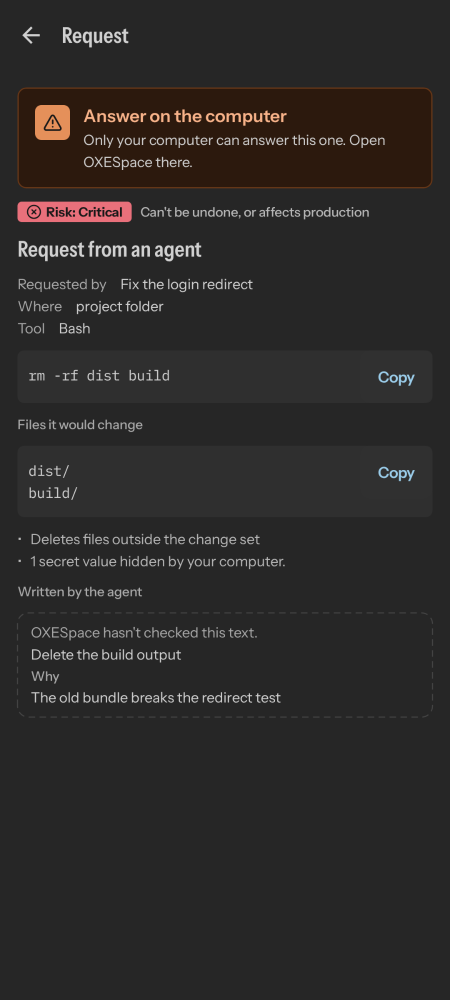 Request
Answer on the computer
Only your computer can answer this one. Open
OXESpace there.
Risk: Critical Can't be undone, or affects production
Request from an agent
Requested by Fix the login redirect
Where project folder
Tool Bash
rm -rf dist build Copy
Files it would change
dist/ Copy
build/
• Deletes files outside the change set
• 1 secret value hidden by your computer.
Written by the agent
OXESpace hasn't checked this text.
Delete the build output
Why
The old bundle breaks the redirect test